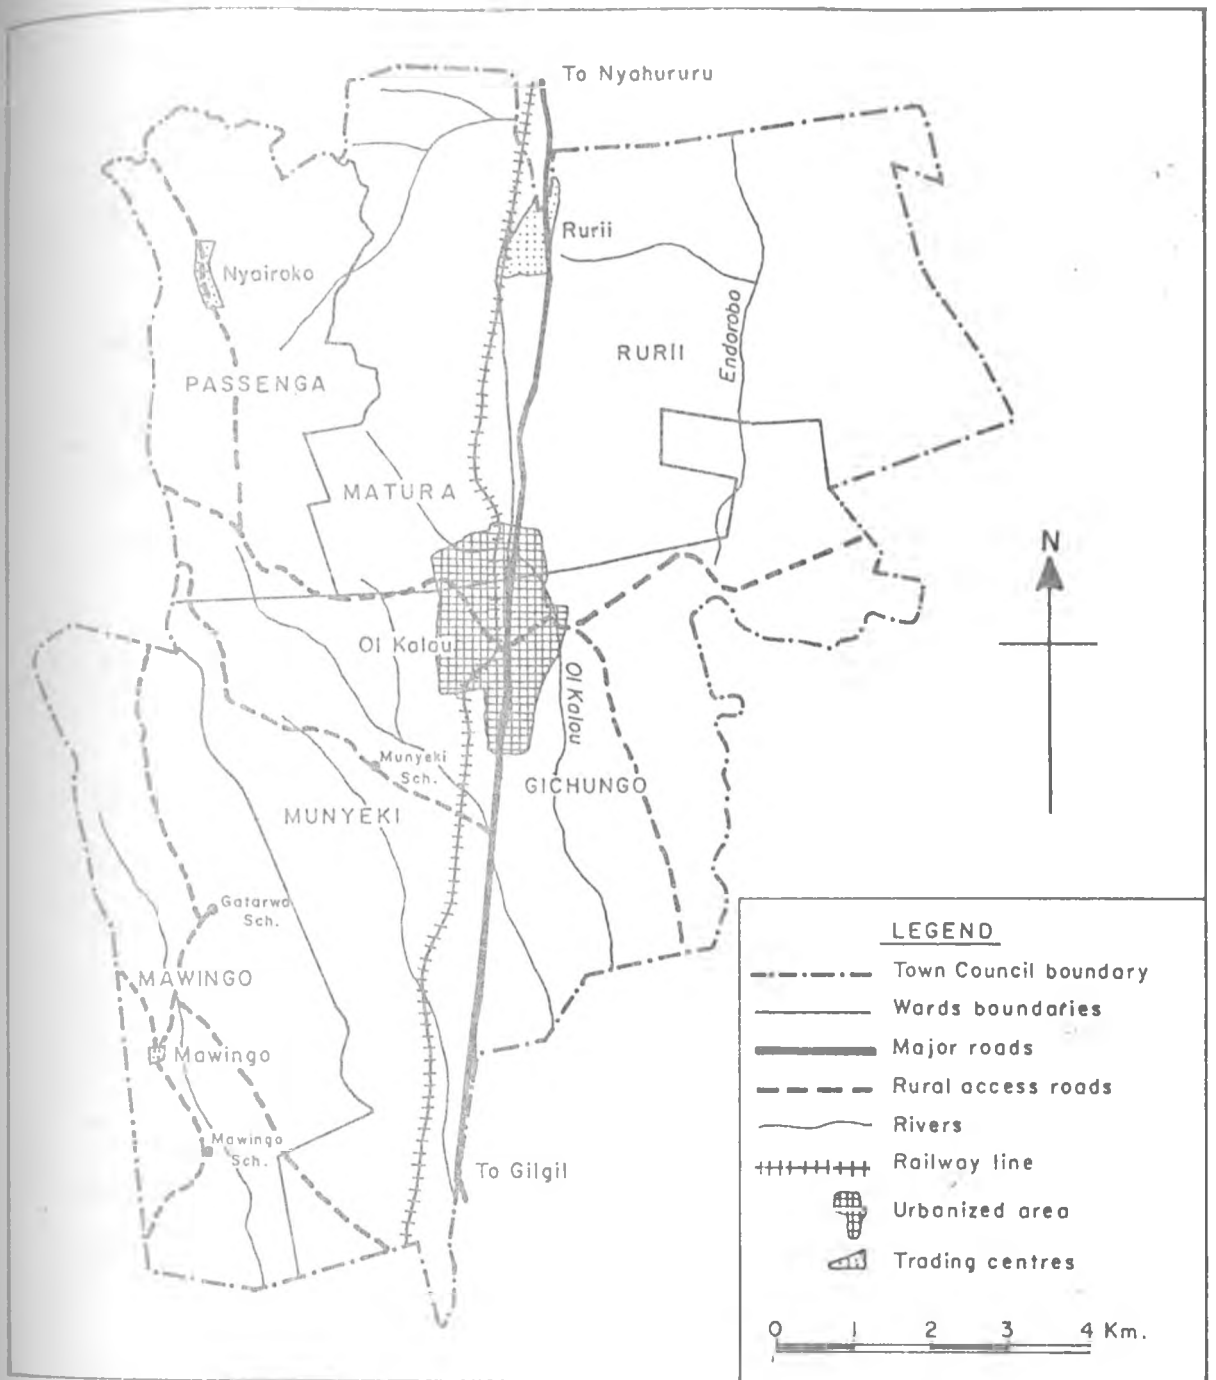 To Nyahururu
Rurii
Nyairoko
Endorobo
RURII
PASSENGA
MATURA
N
Ol Kalau
Ol Kalou
Munyeki
Sch.
GICHUNGO
MUNYEKI
Gatarwa
Sch.
MAWINGO
Mawingo
Mawingo
Sch.
To Gilgil
LEGEND
Town Council boundary
Wards boundaries
Major roads
Rural access roads
Rivers
Railway line
Urbanized area
Trading centres
0 1 2 3 4 Km.